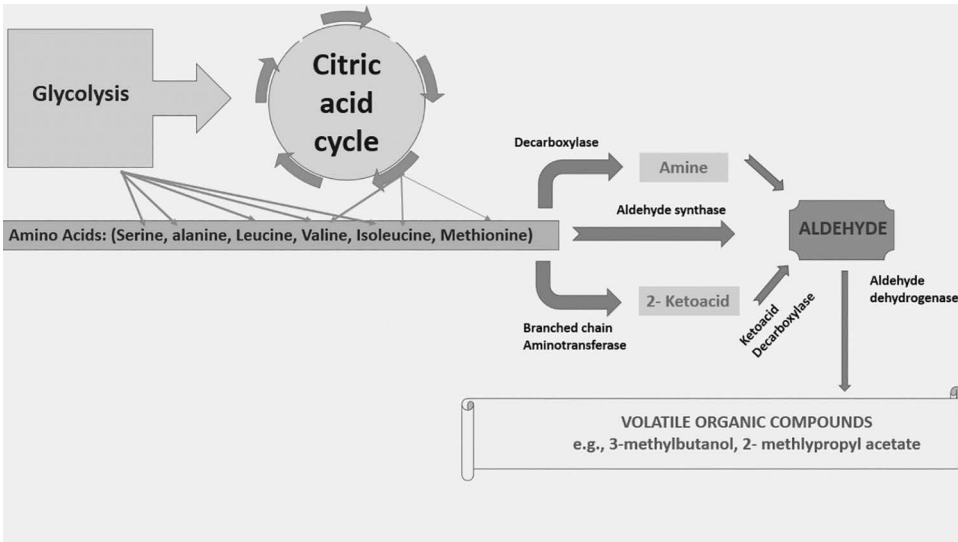 Glycolysis
Citric
acid
cycle
Amino Acids: (Serine, alanine, Leucine, Valine, Isoleucine, Methionine)
Decarboxylase
Amine
Aldehyde synthase
ALDEHYDE
Branched chain
Aminotransferase
2- Ketoacid
Ketoacid
Decarboxylase
Aldehyde
dehydrogenase
VOLATILE ORGANIC COMPOUNDS
e.g., 3-methylbutanol, 2- methlypropyl acetate